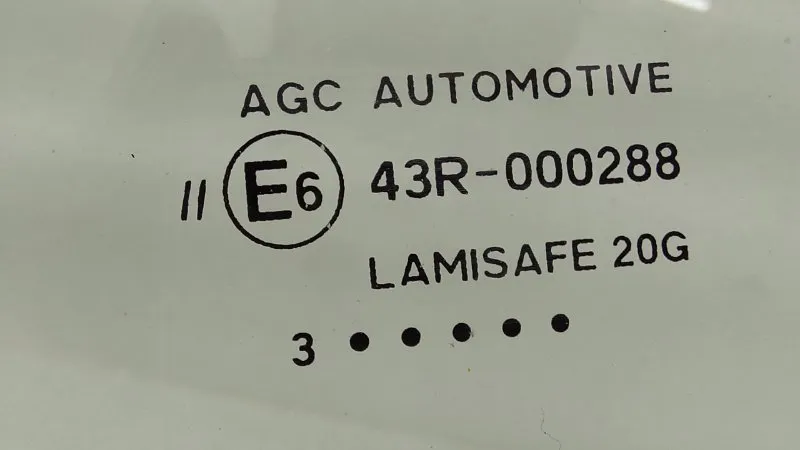 AGC AUTOMOTIVE
II E6 43R-000288
LAMISAFE 20G
3 • • • • •